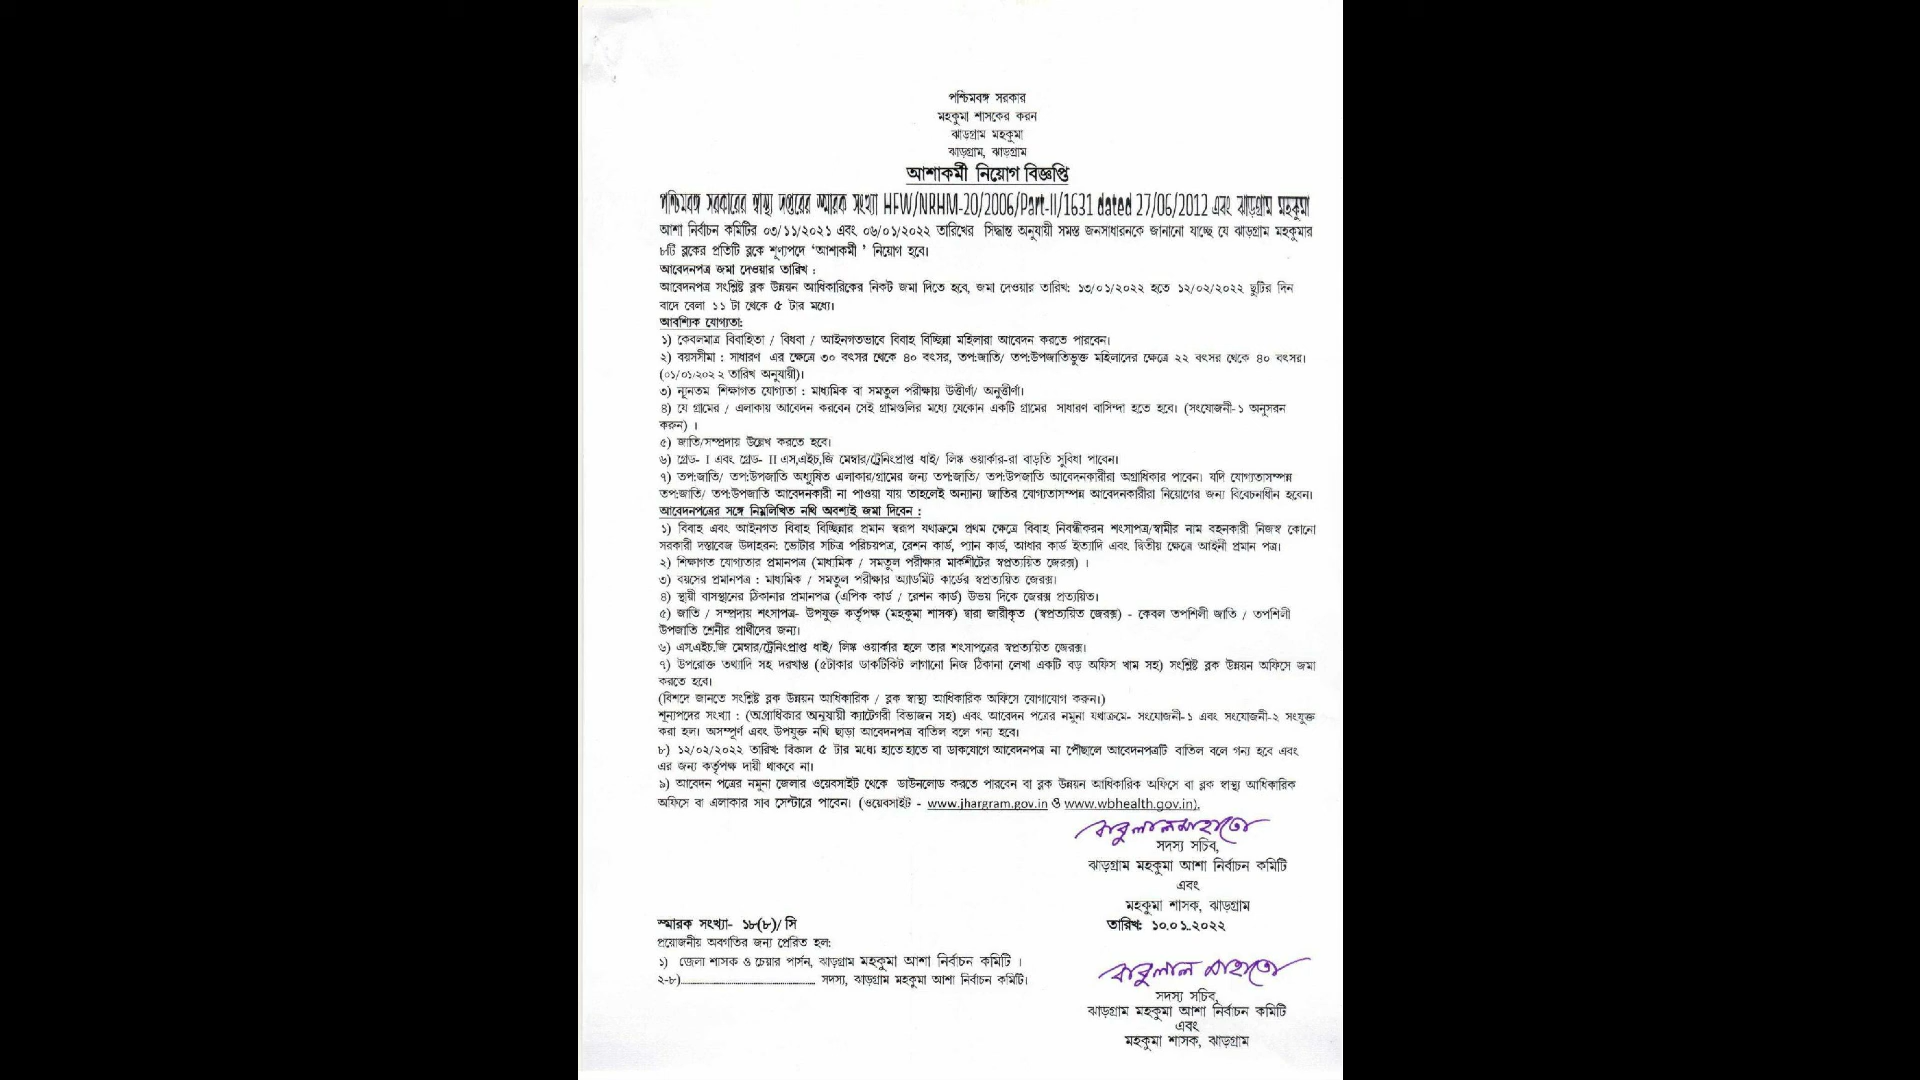 পশ্চিমবঙ্গ সরকার
মহকুমা শাসকের করন
ঝাড়গ্রাম মহকুমা
ঝাড়গ্রাম, ঝাড়গ্রাম
আশাকর্মী নিয়োগ বিজ্ঞপ্তি
পশ্চিমবঙ্গ সরকারের স্বাস্থ্য দপ্তরের স্মারক সংখ্যা HFW/NRHM-20/2006/Part-II/1631 dated 27/06/2012 এবং ঝাড়গ্রাম মহকুমা
আশা নির্বাচন কমিটির ০৩/১১/২০২১ এবং ০৬/০১/২০২২ তারিখের সিদ্ধান্ত অনুযায়ী সমস্ত জনসাধারনকে জানানো যাচ্ছে যে ঝাড়গ্রাম মহকুমার
৮টি ব্লকের প্রতিটি ব্লকে শূণ্যপদে ‘আশাকর্মী ’ নিয়োগ হবে।
আবেদনপত্র জমা দেওয়ার তারিখ :
আবেদনপত্র সংশ্লিষ্ট ব্লক উন্নয়ন আধিকারিকের নিকট জমা দিতে হবে, জমা দেওয়ার তারিখ: ১৩/০১/২০২২ হতে ১২/০২/২০২২ ছুটির দিন
বাদে বেলা ১১ টা থেকে ৫ টার মধ্যে।
আবশ্যিক যোগ্যতা:
১) কেবলমাত্র বিবাহিতা / বিধবা / আইনগতভাবে বিবাহ বিচ্ছিন্না মহিলারা আবেদন করতে পারবেন।
২) বয়সসীমা : সাধারণ এর ক্ষেত্রে ৩০ বৎসর থেকে ৪০ বৎসর, তপ:জাতি/ তপ:উপজাতিভুক্ত মহিলাদের ক্ষেত্রে ২২ বৎসর থেকে ৪০ বৎসর।
(০১/০১/২০২২ তারিখ অনুযায়ী)।
৩) ন্যূনতম শিক্ষাগত যোগ্যতা : মাধ্যমিক বা সমতুল পরীক্ষায় উত্তীর্ণা/ অনুত্তীর্ণা।
৪) যে গ্রামের / এলাকায় আবেদন করবেন সেই গ্রামগুলির মধ্যে যেকোন একটি গ্রামের সাধারণ বাসিন্দা হতে হবে। (সংযোজনী-১ অনুসরন
করুন) ।
৫) জাতি/সম্প্রদায় উল্লেখ করতে হবে।
৬) গ্রেড- I এবং গ্রেড- II এস,এইচ,জি মেম্বার/ট্রেনিংপ্রাপ্ত ধাই/ লিঙ্ক ওয়ার্কার-রা বাড়তি সুবিধা পাবেন।
৭) তপ:জাতি/ তপ:উপজাতি অধ্যুষিত এলাকার/গ্রামের জন্য তপ:জাতি/ তপ:উপজাতি আবেদনকারীরা অগ্রাধিকার পাবেন। যদি যোগ্যতাসম্পন্ন
তপ:জাতি/ তপ:উপজাতি আবেদনকারী না পাওয়া যায় তাহলেই অন্যান্য জাতির যোগ্যতাসম্পন্ন আবেদনকারীরা নিয়োগের জন্য বিবেচনাধীন হবেন।
আবেদনপত্রের সঙ্গে নিম্নলিখিত নথি অবশ্যই জমা দিবেন :
১) বিবাহ এবং আইনগত বিবাহ বিচ্ছিন্নার প্রমান স্বরূপ যথাক্রমে প্রথম ক্ষেত্রে বিবাহ নিবন্ধীকরন শংসাপত্র/স্বামীর নাম বহনকারী নিজস্ব কোনো
সরকারী দস্তাবেজ উদাহরন: ভোটার সচিত্র পরিচয়পত্র, রেশন কার্ড, প্যান কার্ড, আধার কার্ড ইত্যাদি এবং দ্বিতীয় ক্ষেত্রে আইনী প্রমান পত্র।
২) শিক্ষাগত যোগ্যতার প্রমানপত্র (মাধ্যমিক / সমতুল পরীক্ষার মার্কশীটের স্বপ্রত্যয়িত জেরক্স) ।
৩) বয়সের প্রমানপত্র : মাধ্যমিক / সমতুল পরীক্ষার অ্যাডমিট কার্ডের স্বপ্রত্যয়িত জেরক্স।
৪) স্থায়ী বাসস্থানের ঠিকানার প্রমানপত্র (এপিক কার্ড / রেশন কার্ড) উভয় দিকে জেরক্স প্রত্যয়িত।
৫) জাতি / সম্প্রদায় শংসাপত্র- উপযুক্ত কর্তৃপক্ষ (মহকুমা শাসক) দ্বারা জারীকৃত (স্বপ্রত্যয়িত জেরক্স) - কেবল তপশিলী জাতি / তপশিলী
উপজাতি শ্রেনীর প্রার্থীদের জন্য।
৬) এস.এইচ.জি মেম্বার/ট্রেনিংপ্রাপ্ত ধাই/ লিঙ্ক ওয়ার্কার হলে তার শংসাপত্রের স্বপ্রত্যয়িত জেরক্স।
৭) উপরোক্ত তথ্যাদি সহ দরখাস্ত (৫টাকার ডাকটিকিট লাগানো নিজ ঠিকানা লেখা একটি বড় অফিস খাম সহ) সংশ্লিষ্ট ব্লক উন্নয়ন অফিসে জমা
করতে হবে।
(বিশদে জানতে সংশ্লিষ্ট ব্লক উন্নয়ন আধিকারিক / ব্লক স্বাস্থ্য আধিকারিক অফিসে যোগাযোগ করুন।)
শূন্যপদের সংখ্যা : (অগ্রাধিকার অনুযায়ী ক্যাটেগরী বিভাজন সহ) এবং আবেদন পত্রের নমুনা যথাক্রমে- সংযোজনী-১ এবং সংযোজনী-২ সংযুক্ত
করা হল। অসম্পূর্ণ এবং উপযুক্ত নথি ছাড়া আবেদনপত্র বাতিল বলে গন্য হবে।
৮) ১২/০২/২০২২ তারিখ: বিকাল ৫ টার মধ্যে হাতে হাতে বা ডাকযোগে আবেদনপত্র না পৌঁছালে আবেদনপত্রটি বাতিল বলে গন্য হবে এবং
এর জন্য কর্তৃপক্ষ দায়ী থাকবে না।
৯) আবেদন পত্রের নমুনা জেলার ওয়েবসাইট থেকে ডাউনলোড করতে পারবেন বা ব্লক উন্নয়ন আধিকারিক অফিসে বা ব্লক স্বাস্থ্য আধিকারিক
অফিসে বা এলাকার সাব সেন্টারে পাবেন। (ওয়েবসাইট - www.jhargram.gov.in ও www.wbhealth.gov.in).
বাবুলাল মাহাতো
সদস্য সচিব,
ঝাড়গ্রাম মহকুমা আশা নির্বাচন কমিটি
এবং
মহকুমা শাসক, ঝাড়গ্রাম
স্মারক সংখ্যা- ১৮(৮)/ সি তারিখ: ১০.০১.২০২২
প্রয়োজনীয় অবগতির জন্য প্রেরিত হল:
১) জেলা শাসক ও চেয়ার পার্সন, ঝাড়গ্রাম মহকুমা আশা নির্বাচন কমিটি ।
২-৮)........................ সদস্য, ঝাড়গ্রাম মহকুমা আশা নির্বাচন কমিটি।
বাবুলাল মাহাতো
সদস্য সচিব,
ঝাড়গ্রাম মহকুমা আশা নির্বাচন কমিটি
এবং
মহকুমা শাসক, ঝাড়গ্রাম